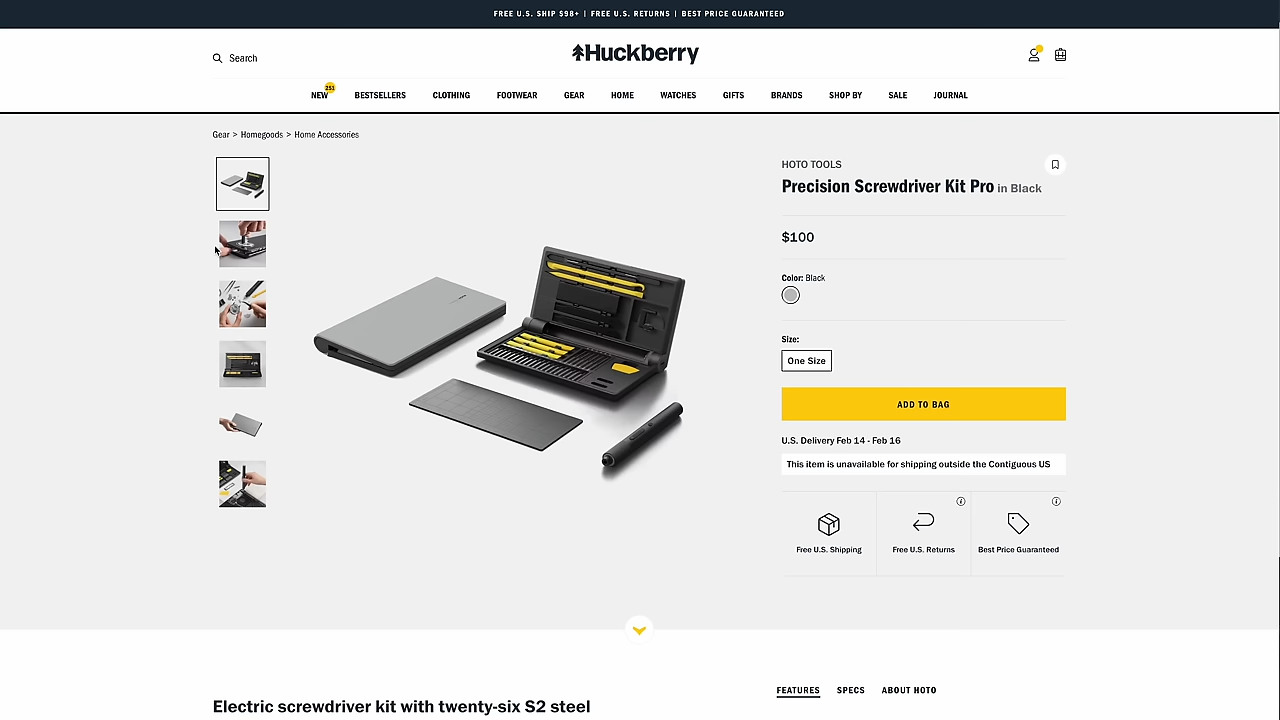 FREE U.S. SHIP $98+ | FREE U.S. RETURNS | BEST PRICE GUARANTEED
Search
Huckberry
NEW 251 BESTSELLERS CLOTHING FOOTWEAR GEAR HOME WATCHES GIFTS BRANDS SHOP BY SALE JOURNAL
Gear > Homegoods > Home Accessories
HOTO TOOLS
Precision Screwdriver Kit Pro in Black
$100
Color: Black
Size:
One Size
ADD TO BAG
U.S. Delivery Feb 14 - Feb 16
This item is unavailable for shipping outside the Contiguous US
Free U.S. Shipping Free U.S. Returns Best Price Guaranteed
FEATURES SPECS ABOUT HOTO
Electric screwdriver kit with twenty-six S2 steel